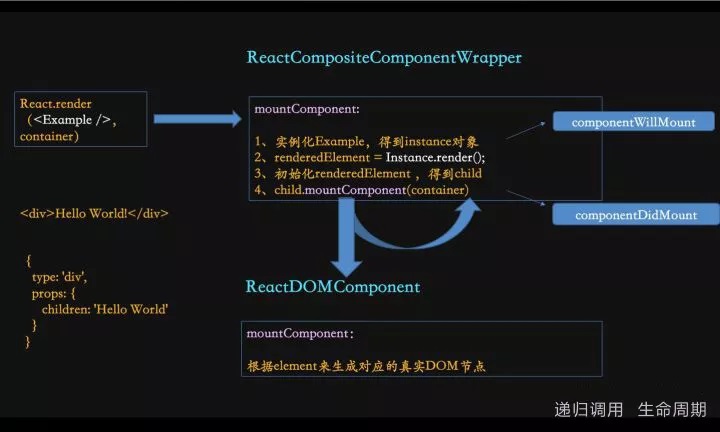 ReactCompositeComponentWrapper
React.render
（<Example />,
container）
mountComponent:
1、实例化Example，得到instance对象
2、renderedElement = Instance.render();
3、初始化renderedElement ，得到child
4、child.mountComponent(container)
componentWillMount
componentDidMount
<div>Hello World!</div>
{
type: 'div',
props: {
children: 'Hello World'
}
}
ReactDOMComponent
mountComponent：
根据element来生成对应的真实DOM节点
递归调用 生命周期